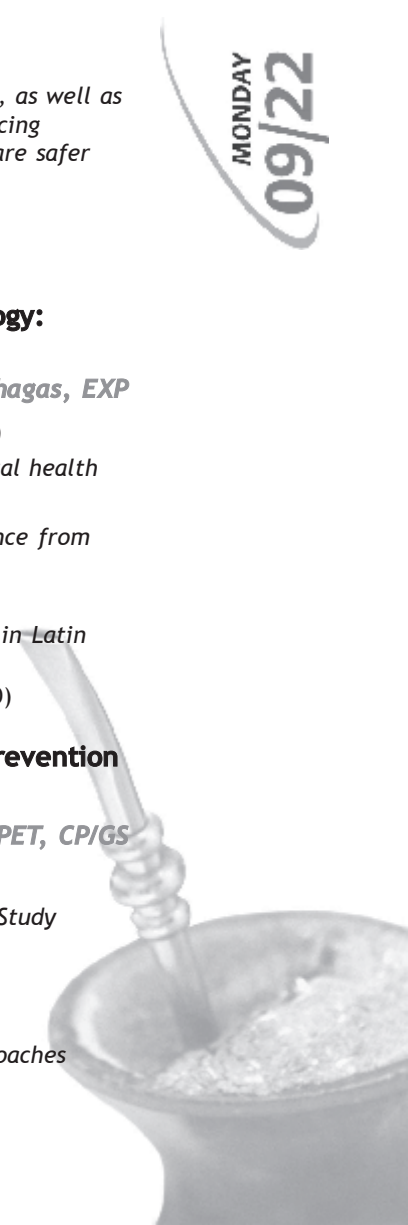 MONDAY
09/22
, as well as
cing
are safer
ogy:
hagas, EXP
)
al health
nce from
in Latin
))
revention
PET, CP/GS
Study
oaches